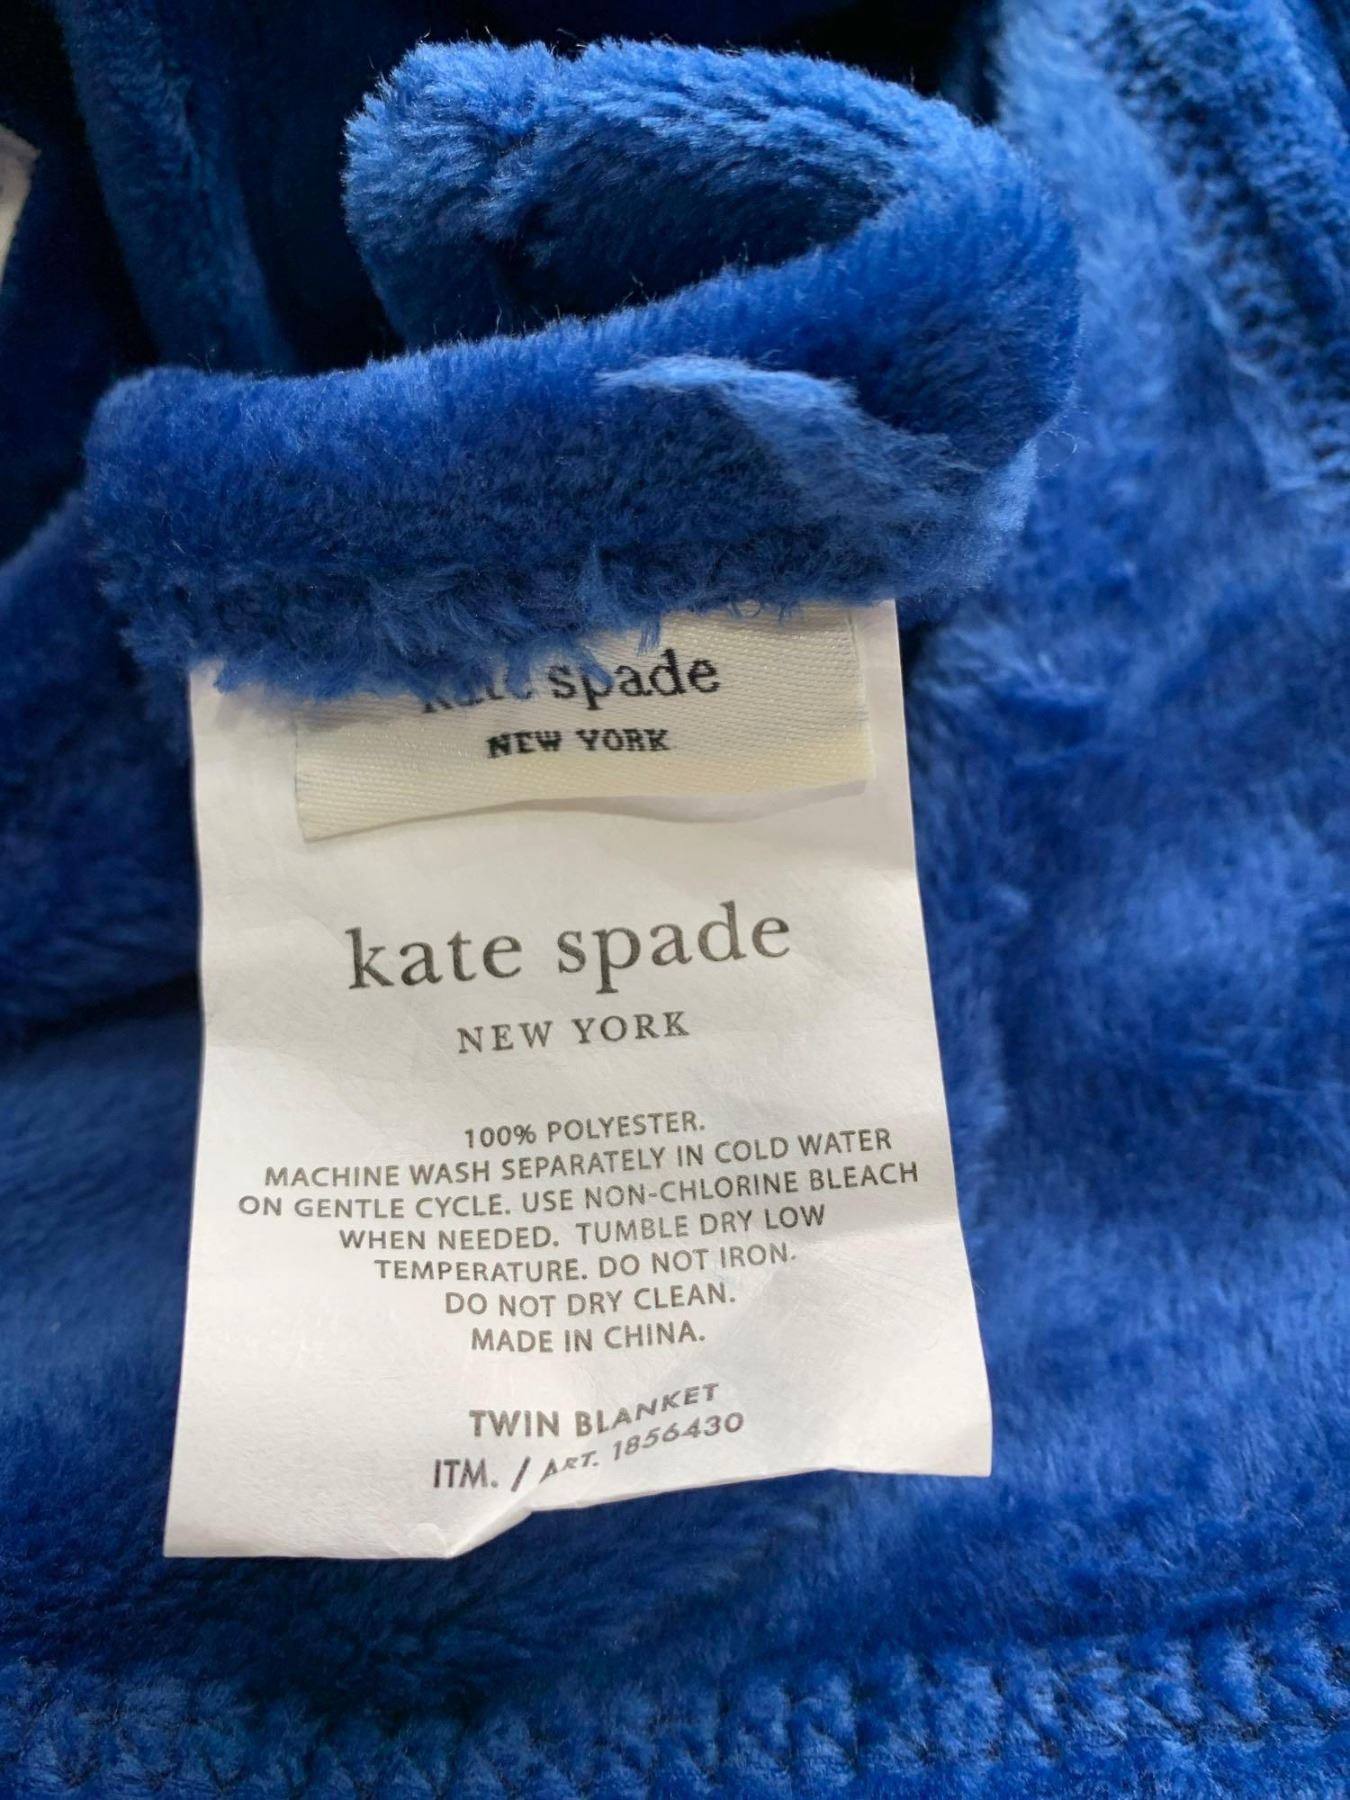 kate spade
NEW YORK
kate spade
NEW YORK
100% POLYESTER.
MACHINE WASH SEPARATELY IN COLD WATER
ON GENTLE CYCLE. USE NON-CHLORINE BLEACH
WHEN NEEDED. TUMBLE DRY LOW
TEMPERATURE. DO NOT IRON.
DO NOT DRY CLEAN.
MADE IN CHINA.
TWIN BLANKET
ITM. / ART. 1856430